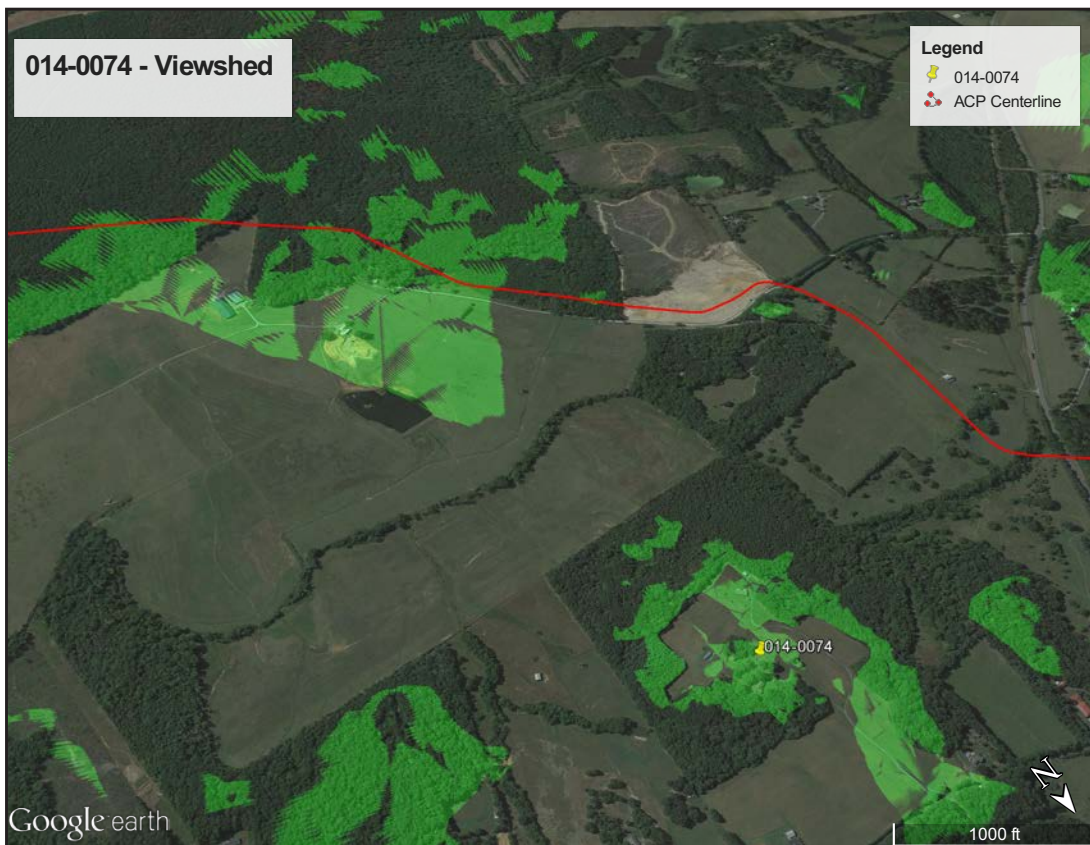 014-0074 - Viewshed
Legend
014-0074
ACP Centerline
014-0074
N
Google earth
1000 ft